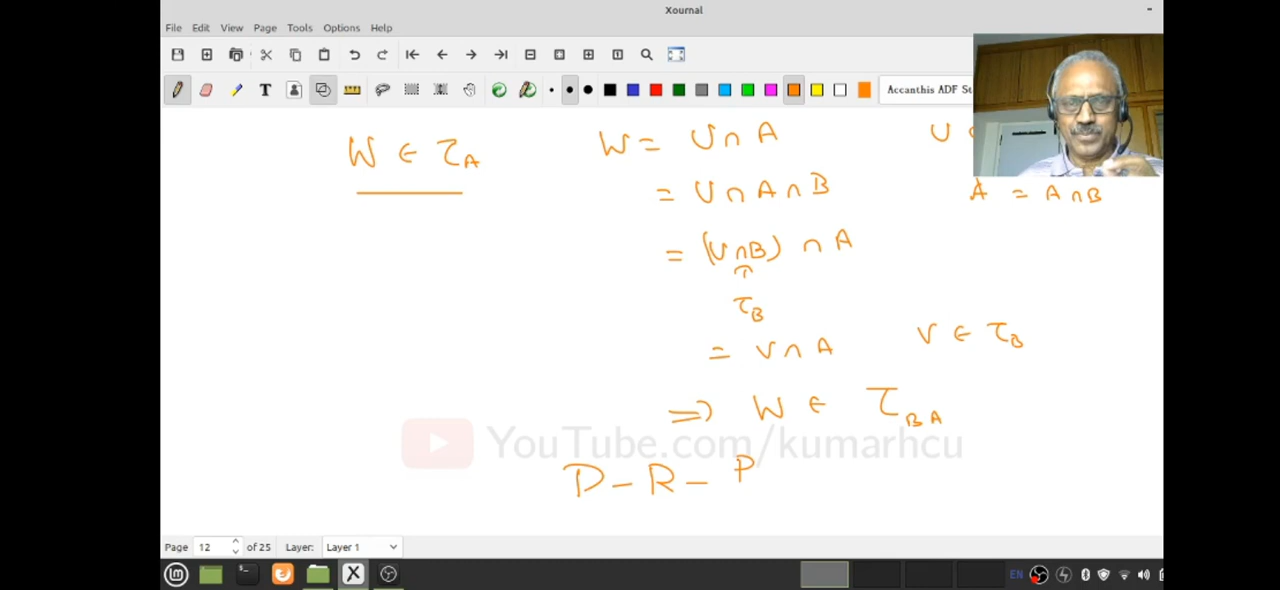 Xournal
File Edit View Page Tools Options Help
T Accanthis ADF St
W ∈ τ_A W = U ∩ A U
= U ∩ A ∩ B A = A ∩ B
= (U ∩ B) ∩ A
τ_B
= V ∩ A V ∈ τ_B
⇒ W ∈ τ_BA
YouTube.com/kumarhcu
D - R - P
Page 12 of 25 Layer: Layer 1
X EN